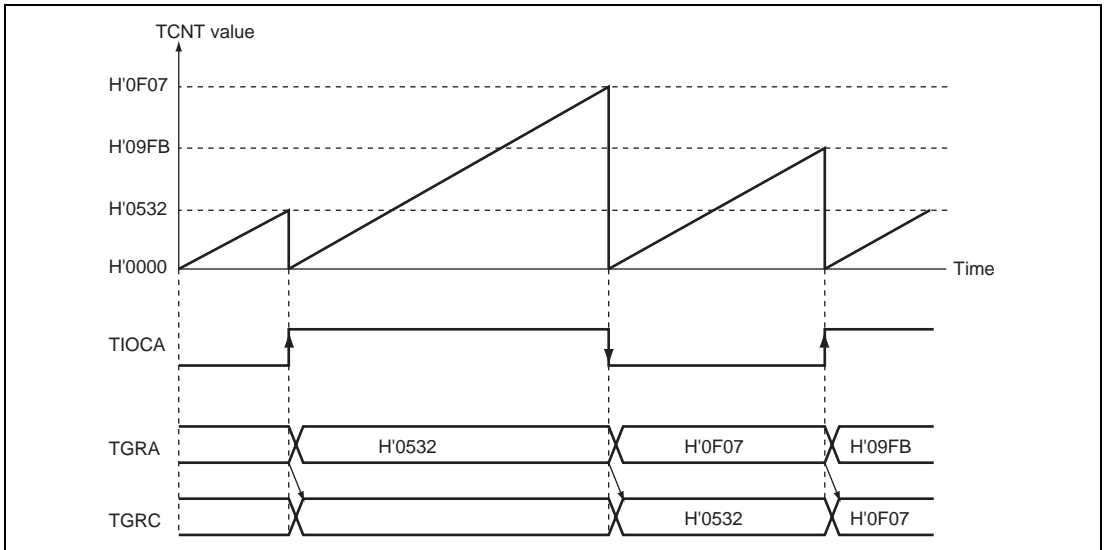 TCNT value
H'0F07
H'09FB
H'0532
H'0000
Time
TIOCA
TGRA
H'0532
H'0F07
H'09FB
TGRC
H'0532
H'0F07